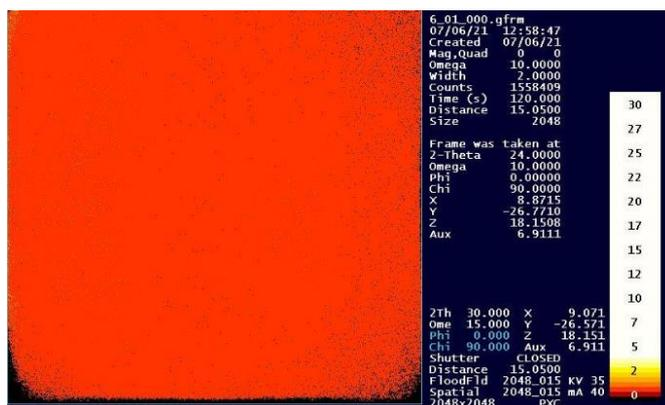 6_01_000.gfrm
07/06/21 12:58:47
Created 07/06/21
Mag,Quad 0 0
Omega 10.0000
Width 2.0000
Counts 1558409
Time (s) 120.000
Distance 15.0500
Size 2048
Frame was taken at
2-Theta 24.0000
Omega 10.0000
Phi 0.00000
Chi 90.0000
X 8.8715
Y -26.7710
Z 18.1508
Aux 6.9111
2Th 30.000 X 9.071
Ome 15.000 Y -26.571
Phi 0.000 Z 18.151
Chi 90.000 Aux 6.911
Shutter CLOSED
Distance 15.0500
FloodFld 2048_015 KV 35
Spatial 2048_015 mA 40
2048x2048 PXC
30
27
25
22
20
17
15
12
10
7
5
2
0